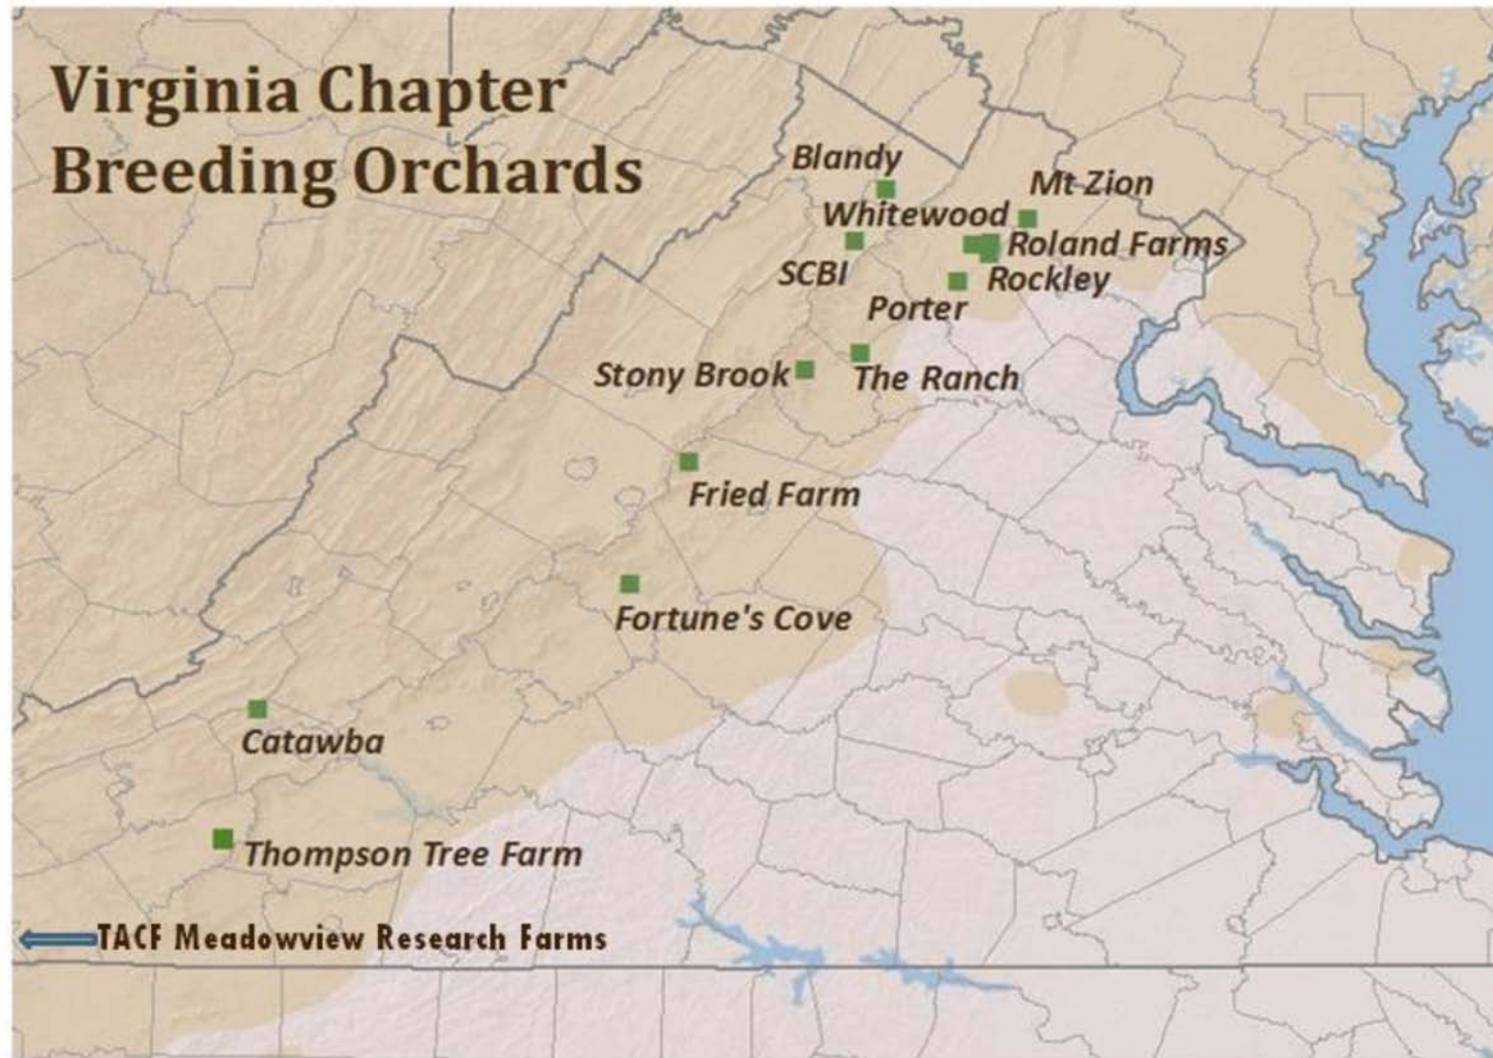 Virginia Chapter
Breeding Orchards
Blandy
Mt Zion
Whitewood
Roland Farms
SCBI
Rockley
Porter
Stony Brook
The Ranch
Fried Farm
Fortune's Cove
Catawba
Thompson Tree Farm
TACF Meadowview Research Farms